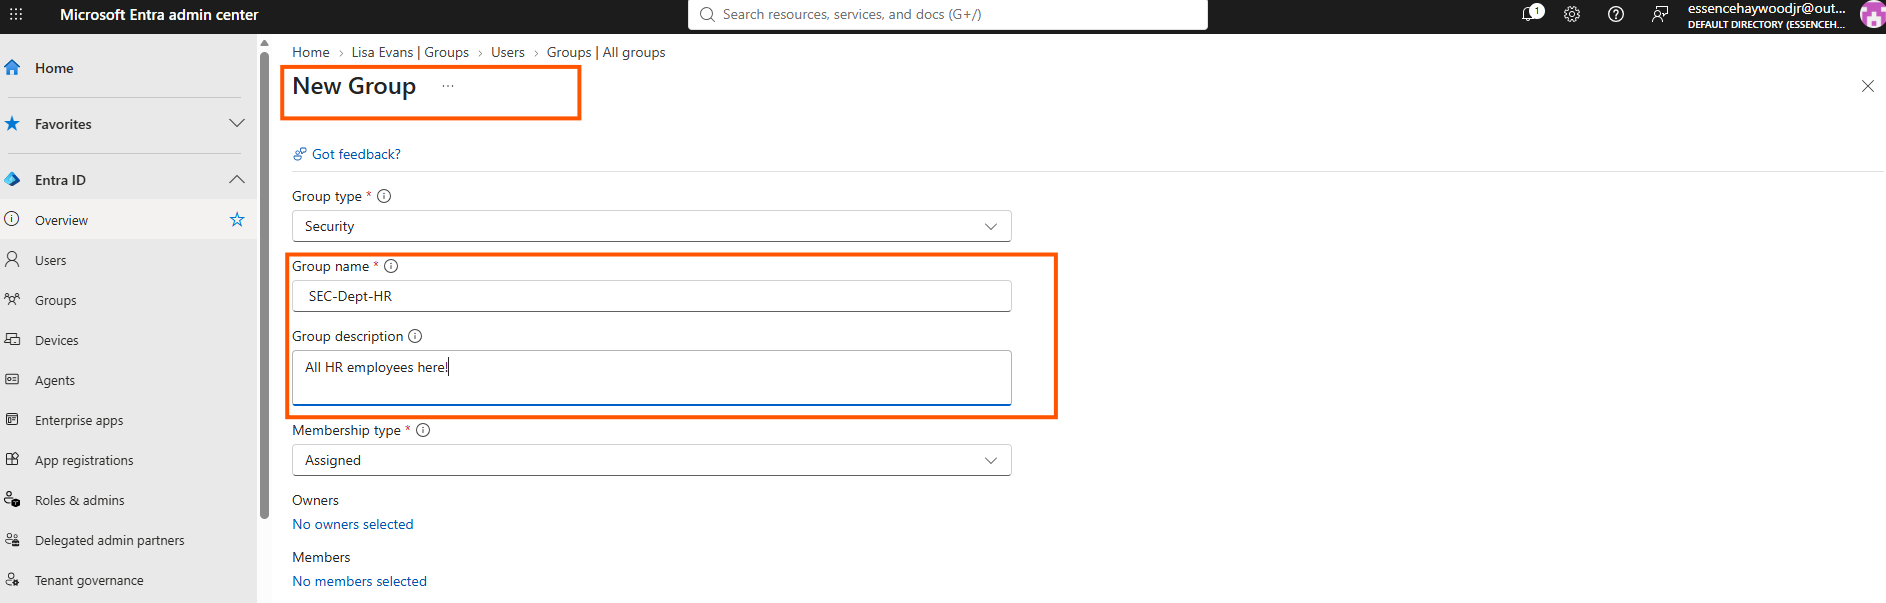 Microsoft Entra admin center
Search resources, services, and docs (G+/)
1
essencehaywoodjr@out...
DEFAULT DIRECTORY (ESSENCEH...
Home
Favorites
Entra ID
Overview
Users
Groups
Devices
Agents
Enterprise apps
App registrations
Roles & admins
Delegated admin partners
Tenant governance
Home > Lisa Evans | Groups > Users > Groups | All groups
New Group ...
Got feedback?
Group type *
Security
Group name *
SEC-Dept-HR
Group description
All HR employees here!
Membership type *
Assigned
Owners
No owners selected
Members
No members selected